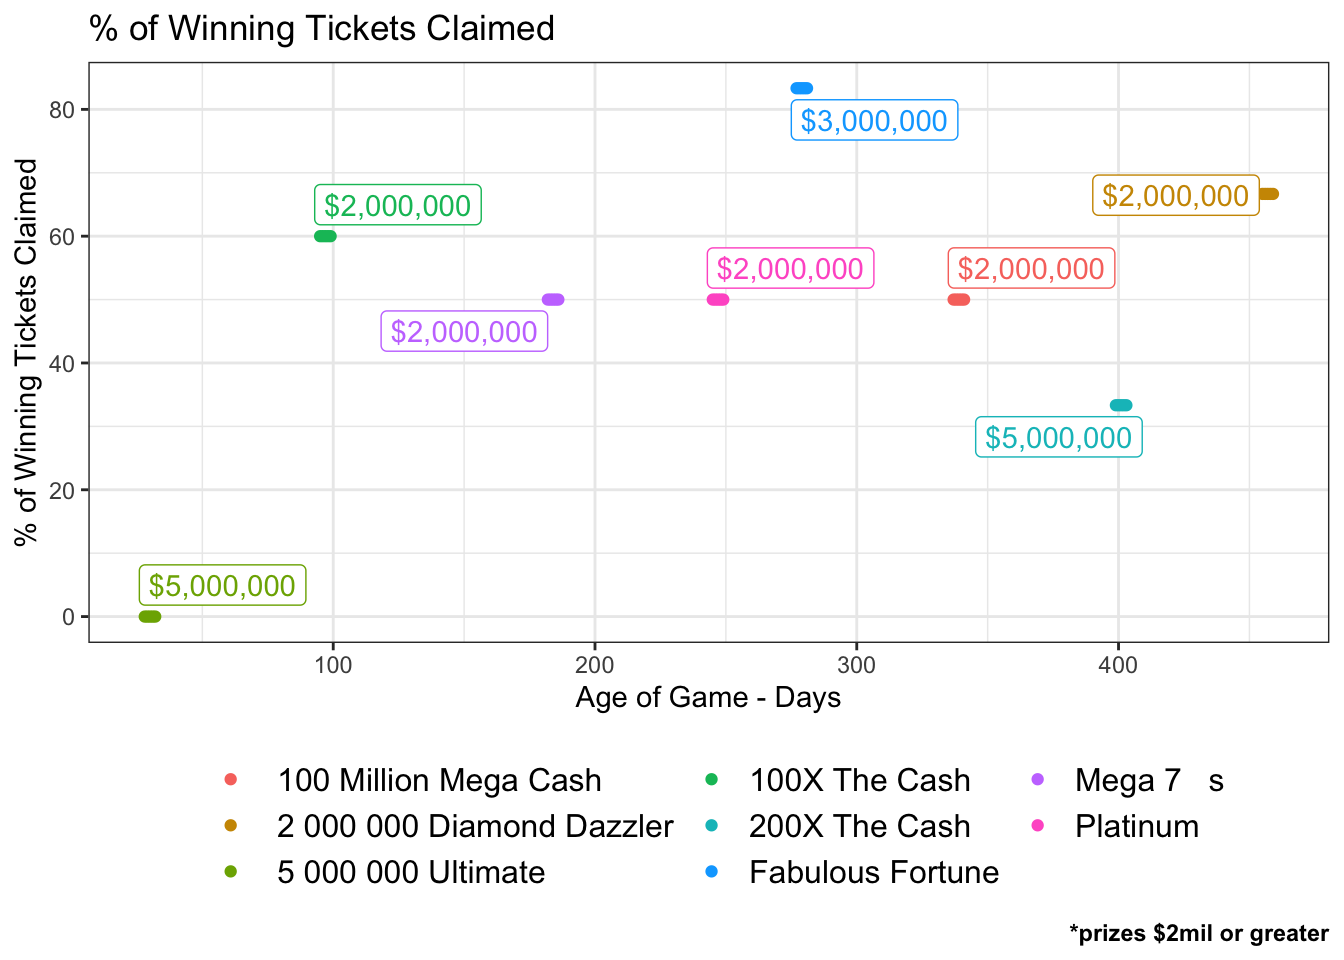 % of Winning Tickets Claimed
% of Winning Tickets Claimed
80
60
40
20
0
$3,000,000
$2,000,000
$2,000,000
$2,000,000
$2,000,000
$2,000,000
$5,000,000
$5,000,000
100 200 300 400
Age of Game - Days
100 Million Mega Cash 100X The Cash Mega 7 s
2 000 000 Diamond Dazzler 200X The Cash Platinum
5 000 000 Ultimate Fabulous Fortune
*prizes $2mil or greater